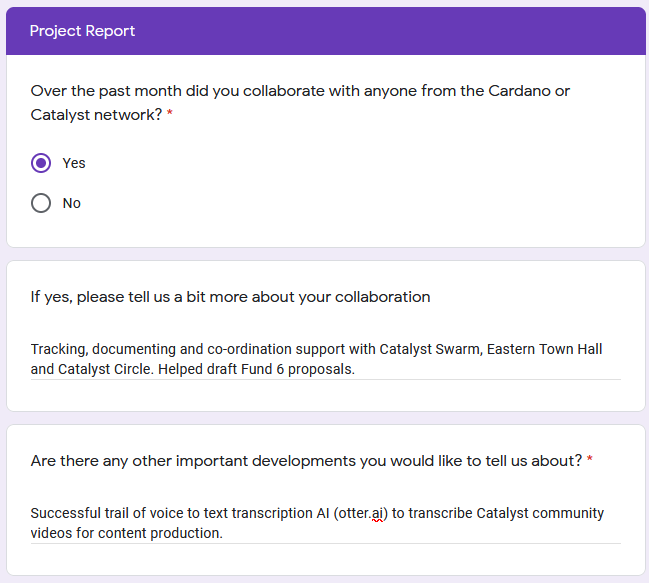 Project Report
Over the past month did you collaborate with anyone from the Cardano or
Catalyst network? *
Yes
No
If yes, please tell us a bit more about your collaboration
Tracking, documenting and co-ordination support with Catalyst Swarm, Eastern Town Hall
and Catalyst Circle. Helped draft Fund 6 proposals.
Are there any other important developments you would like to tell us about? *
Successful trail of voice to text transcription AI (otter.ai) to transcribe Catalyst community
videos for content production.